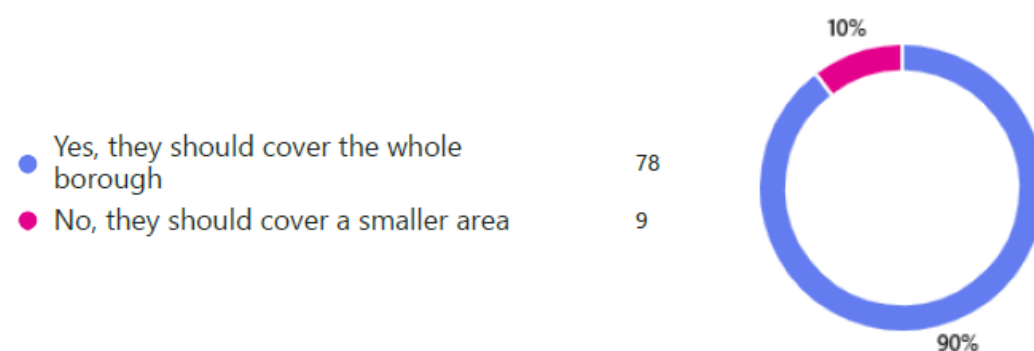 10%
Yes, they should cover the whole
borough
78
No, they should cover a smaller area
9
90%